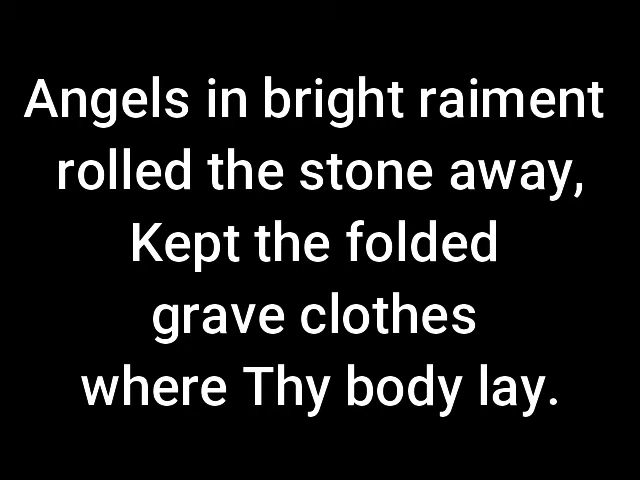 Angels in bright raiment
rolled the stone away,
Kept the folded
grave clothes
where Thy body lay.